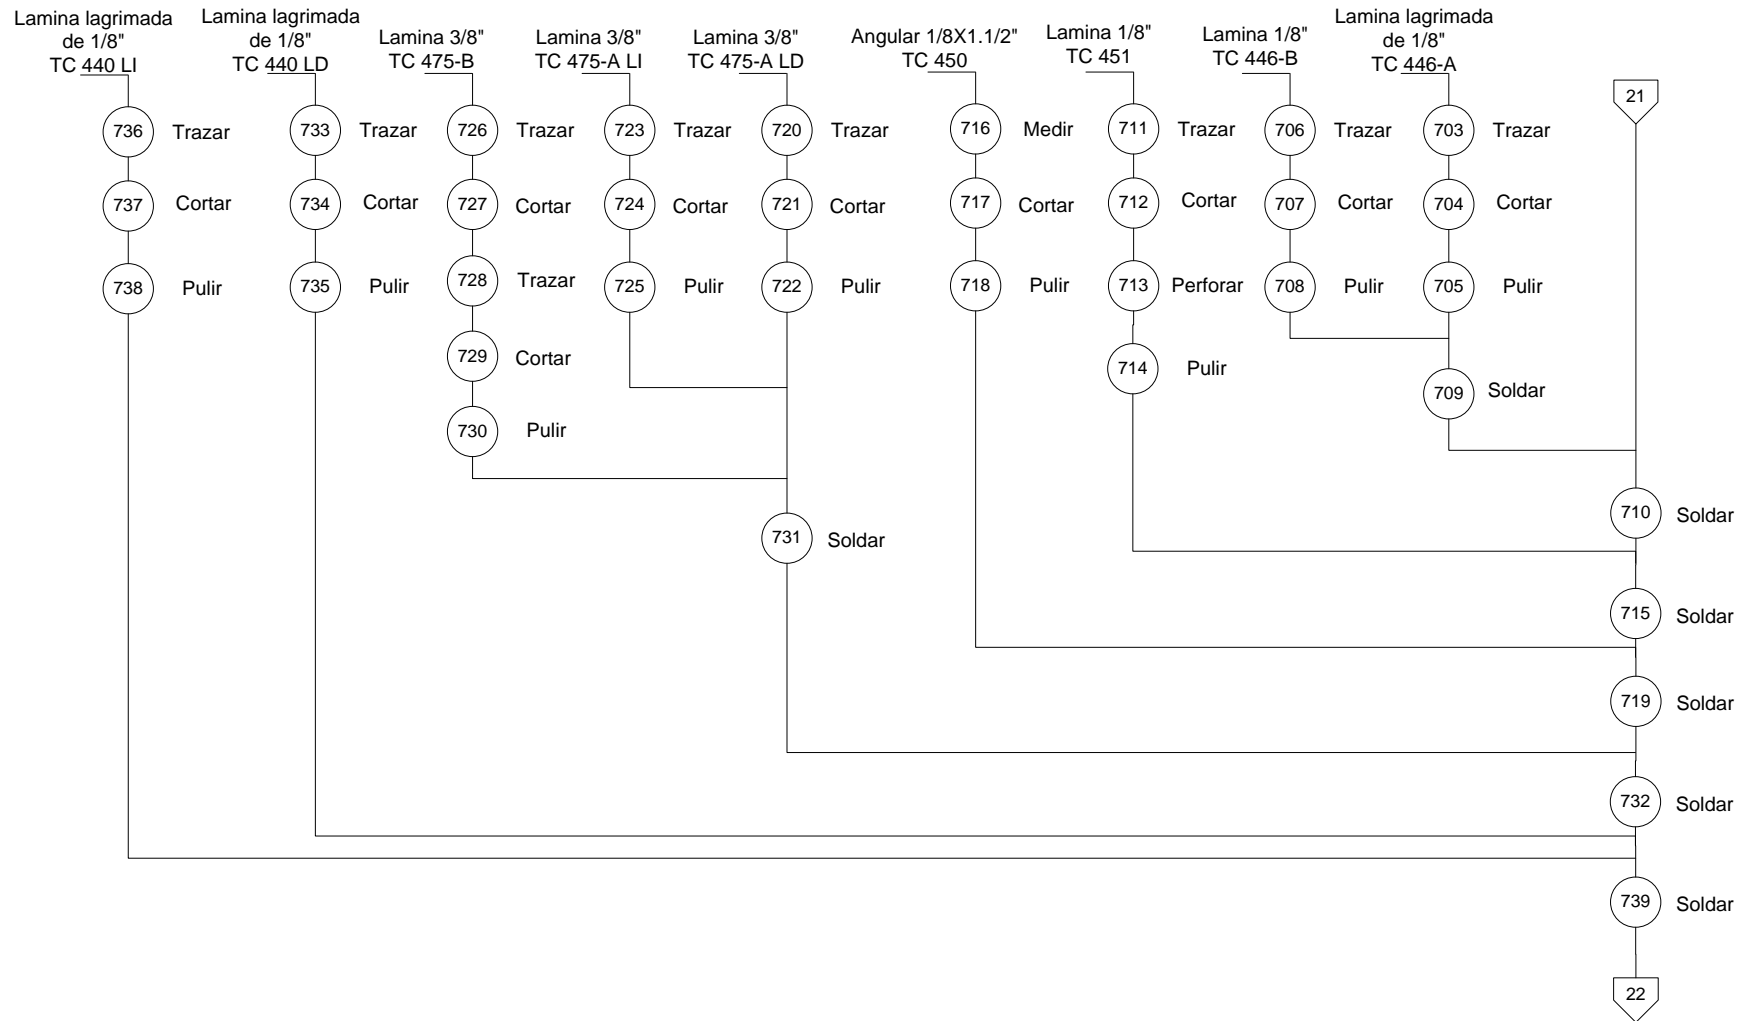 Lamina lagrimada
de 1/8"
TC 440 LI
Lamina lagrimada
de 1/8"
TC 440 LD
Lamina 3/8"
TC 475-B
Lamina 3/8"
TC 475-A LI
Lamina 3/8"
TC 475-A LD
Angular 1/8X1.1/2"
TC 450
Lamina 1/8"
TC 451
Lamina 1/8"
TC 446-B
Lamina lagrimada
de 1/8"
TC 446-A
21
736 Trazar
733 Trazar
726 Trazar
723 Trazar
720 Trazar
716 Medir
711 Trazar
706 Trazar
703 Trazar
737 Cortar
734 Cortar
727 Cortar
724 Cortar
721 Cortar
717 Cortar
712 Cortar
707 Cortar
704 Cortar
738 Pulir
735 Pulir
728 Trazar
725 Pulir
722 Pulir
718 Pulir
713 Perforar
708 Pulir
705 Pulir
729 Cortar
714 Pulir
709 Soldar
730 Pulir
710 Soldar
731 Soldar
715 Soldar
719 Soldar
732 Soldar
739 Soldar
22